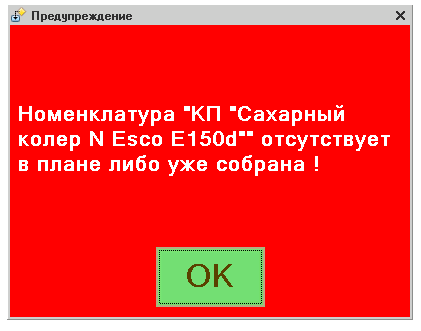 Предупреждение
Номенклатура "КП "Сахарный
колер N Esco E150d"" отсутствует
в плане либо уже собрана !
OK